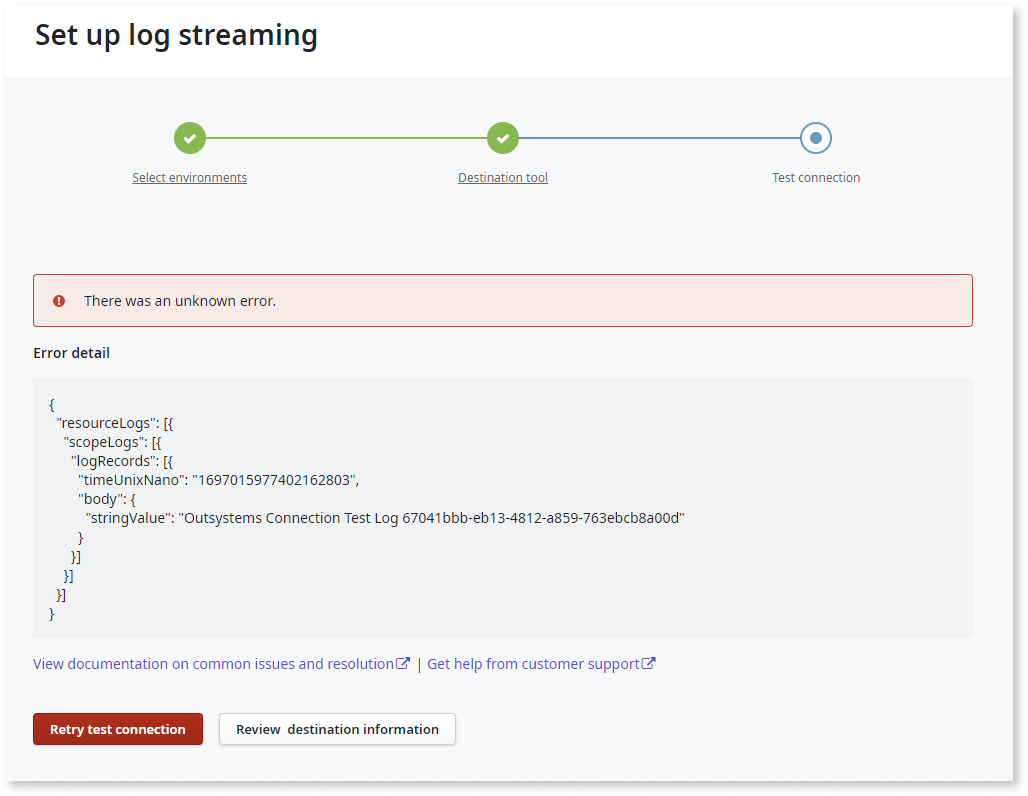 Set up log streaming
Select environments
Destination tool
Test connection
There was an unknown error.
Error detail
{
"resourceLogs": [{
"scopeLogs": [{
"logRecords": [{
"timeUnixNano": "1697015977402162803",
"body": {
"stringValue": "Outsystems Connection Test Log 67041bbb-eb13-4812-a859-763ebcb8a00d"
}
}]
}]
}]
}
View documentation on common issues and resolution | Get help from customer support
Retry test connection
Review destination information